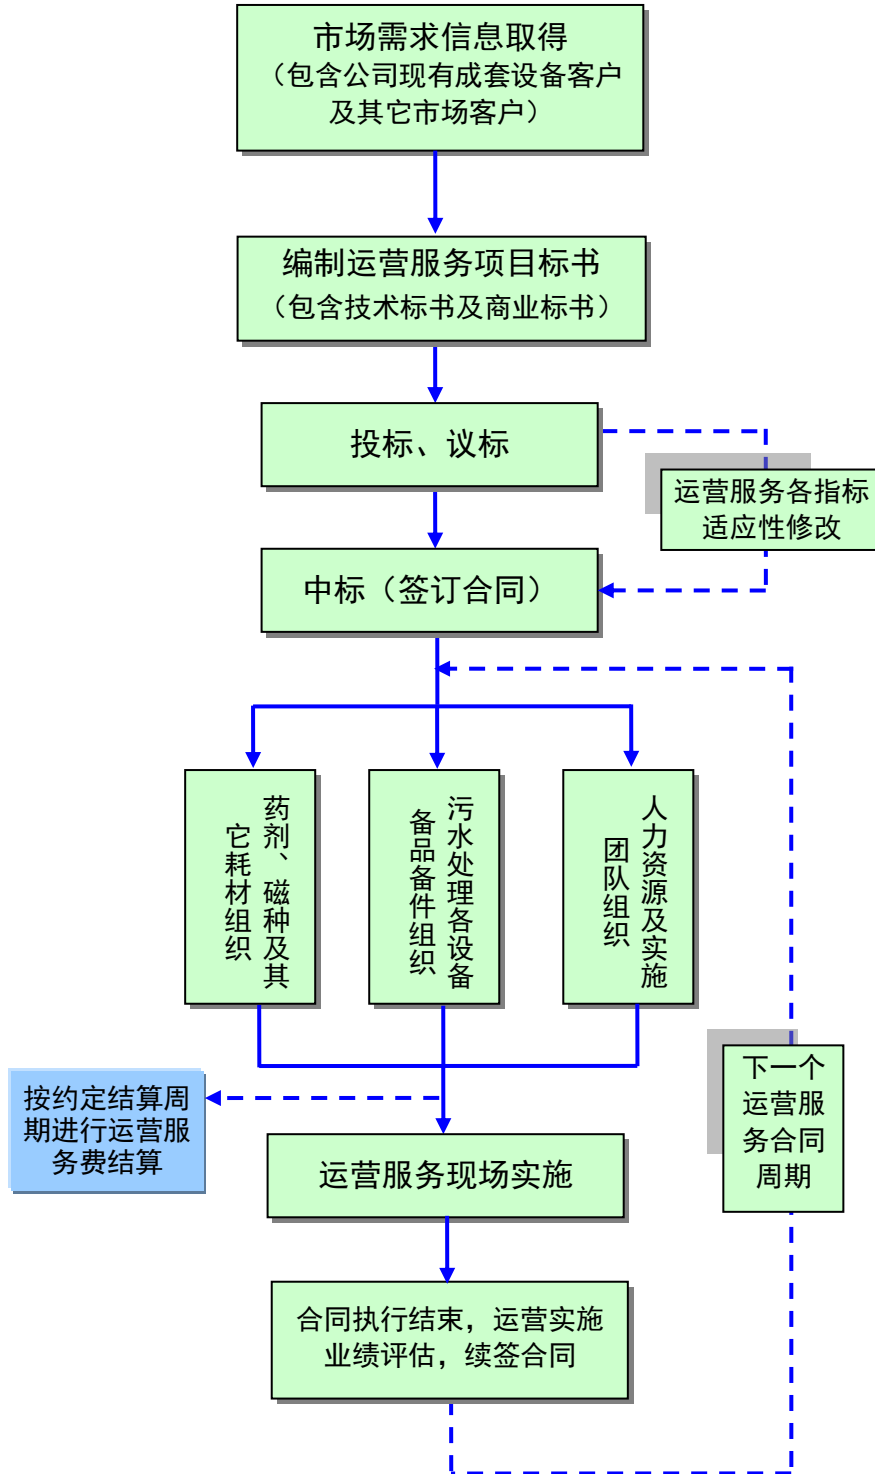 市场需求信息取得
（包含公司现有成套设备客户
及其它市场客户）
编制运营服务项目标书
（包含技术标书及商业标书）
投标、议标
运营服务各指标
适应性修改
中标（签订合同）
药剂、磁种及其
它耗材组织
污水处理各设备
备品备件组织
人力资源及实施
团队组织
按约定结算周
期进行运营服
务费结算
下一个
运营服
务合同
周期
运营服务现场实施
合同执行结束，运营实施
业绩评估，续签合同